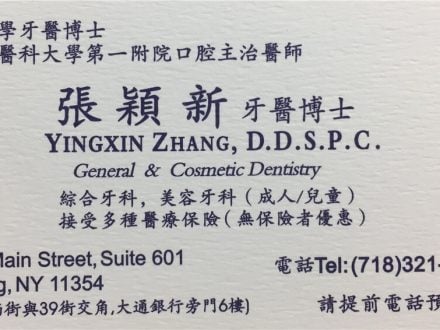 學牙醫博士
醫科大學第一附院口腔主治醫師
張穎新 牙醫博士
YINGXIN ZHANG, D.D.S.P.C.
General & Cosmetic Dentistry
綜合牙科，美容牙科（成人/兒童）
接受多種醫療保險（無保險者優惠）
Main Street, Suite 601
g, NY 11354
街與39街交角,大通銀行旁門6樓)
電話Tel:(718)321-
請提前電話預